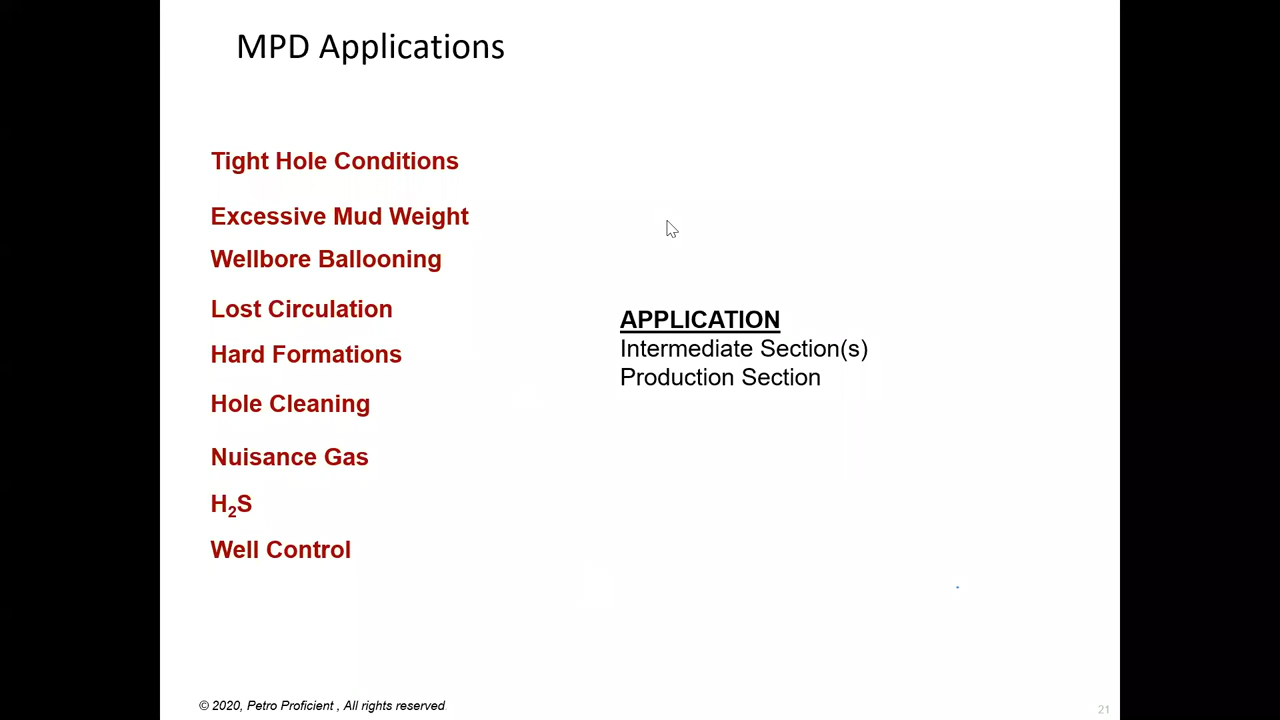 MPD Applications
Tight Hole Conditions
Excessive Mud Weight
Wellbore Ballooning
Lost Circulation
Hard Formations
Hole Cleaning
Nuisance Gas
H₂S
Well Control
APPLICATION
Intermediate Section(s)
Production Section
© 2020, Petro Proficient , All rights reserved
21